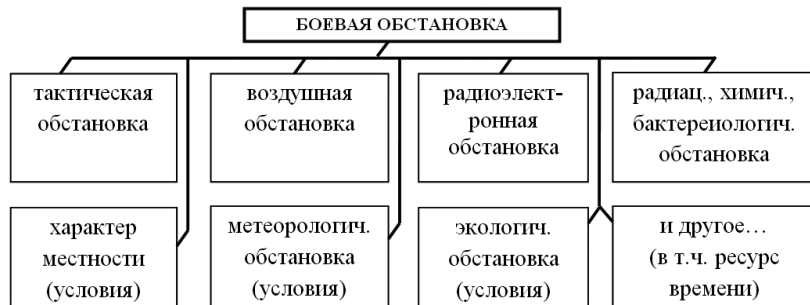 БОЕВАЯ ОБСТАНОВКА
тактическая
обстановка
воздушная
обстановка
радиоэлект-
ронная
обстановка
радиац., химич.,
бактереиологич.
обстановка
характер
местности
(условия)
метеорологич.
обстановка
(условия)
экологич.
обстановка
(условия)
и другое…
(в т.ч. ресурс
времени)